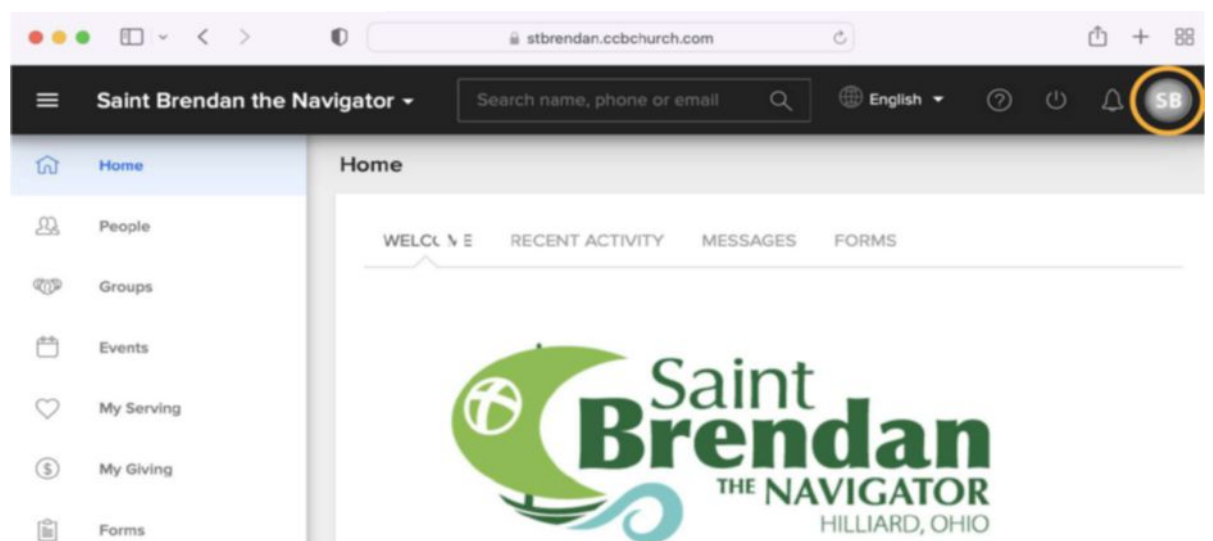 stbrendan.ccbchurch.com
Saint Brendan the Navigator
Search name, phone or email
English
SB
Home
Home
People
WELCOME RECENT ACTIVITY MESSAGES FORMS
Groups
Events
My Serving
My Giving
Forms
Saint
Brendan
THE NAVIGATOR
HILLIARD, OHIO